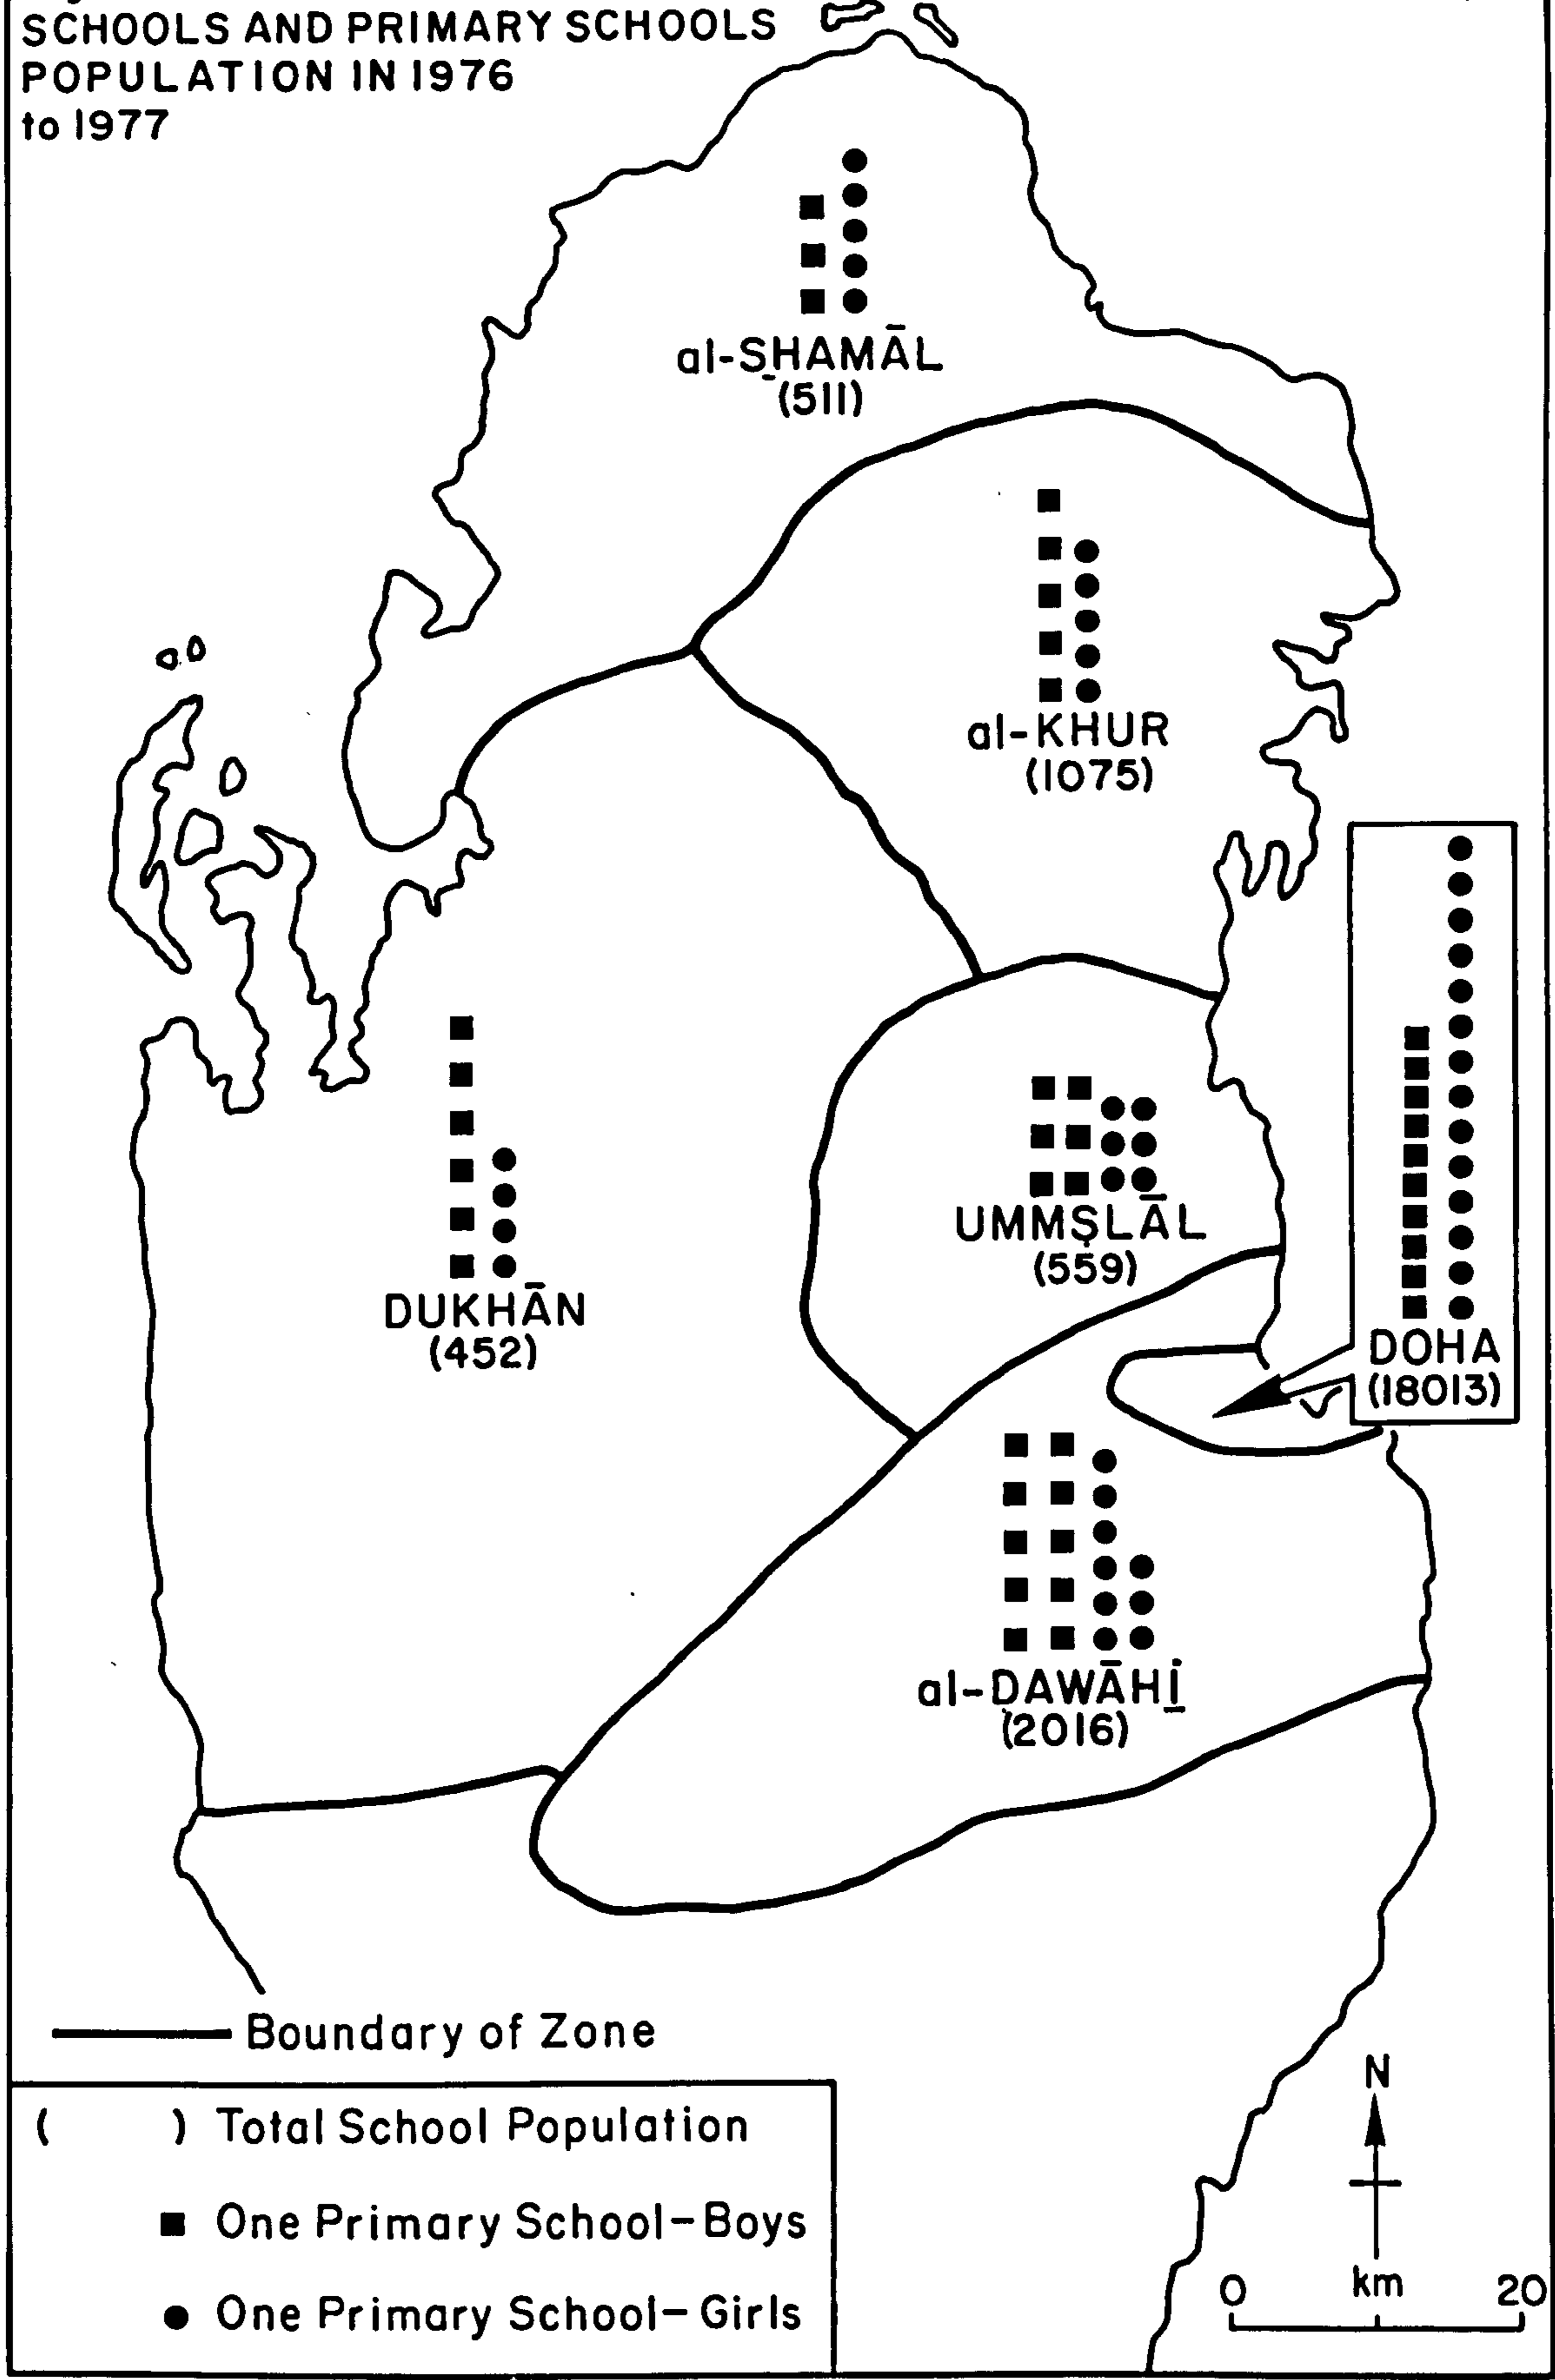 SCHOOLS AND PRIMARY SCHOOLS
POPULATION IN 1976
to 1977
al-S̱HAMĀL
(511)
al-KHUR
(1075)
DUKHĀN
(452)
UMMṢLĀL
(559)
DOHA
(18013)
al-DAWĀHI
(2016)
Boundary of Zone
( ) Total School Population
One Primary School-Boys
One Primary School-Girls
N
0 km 20